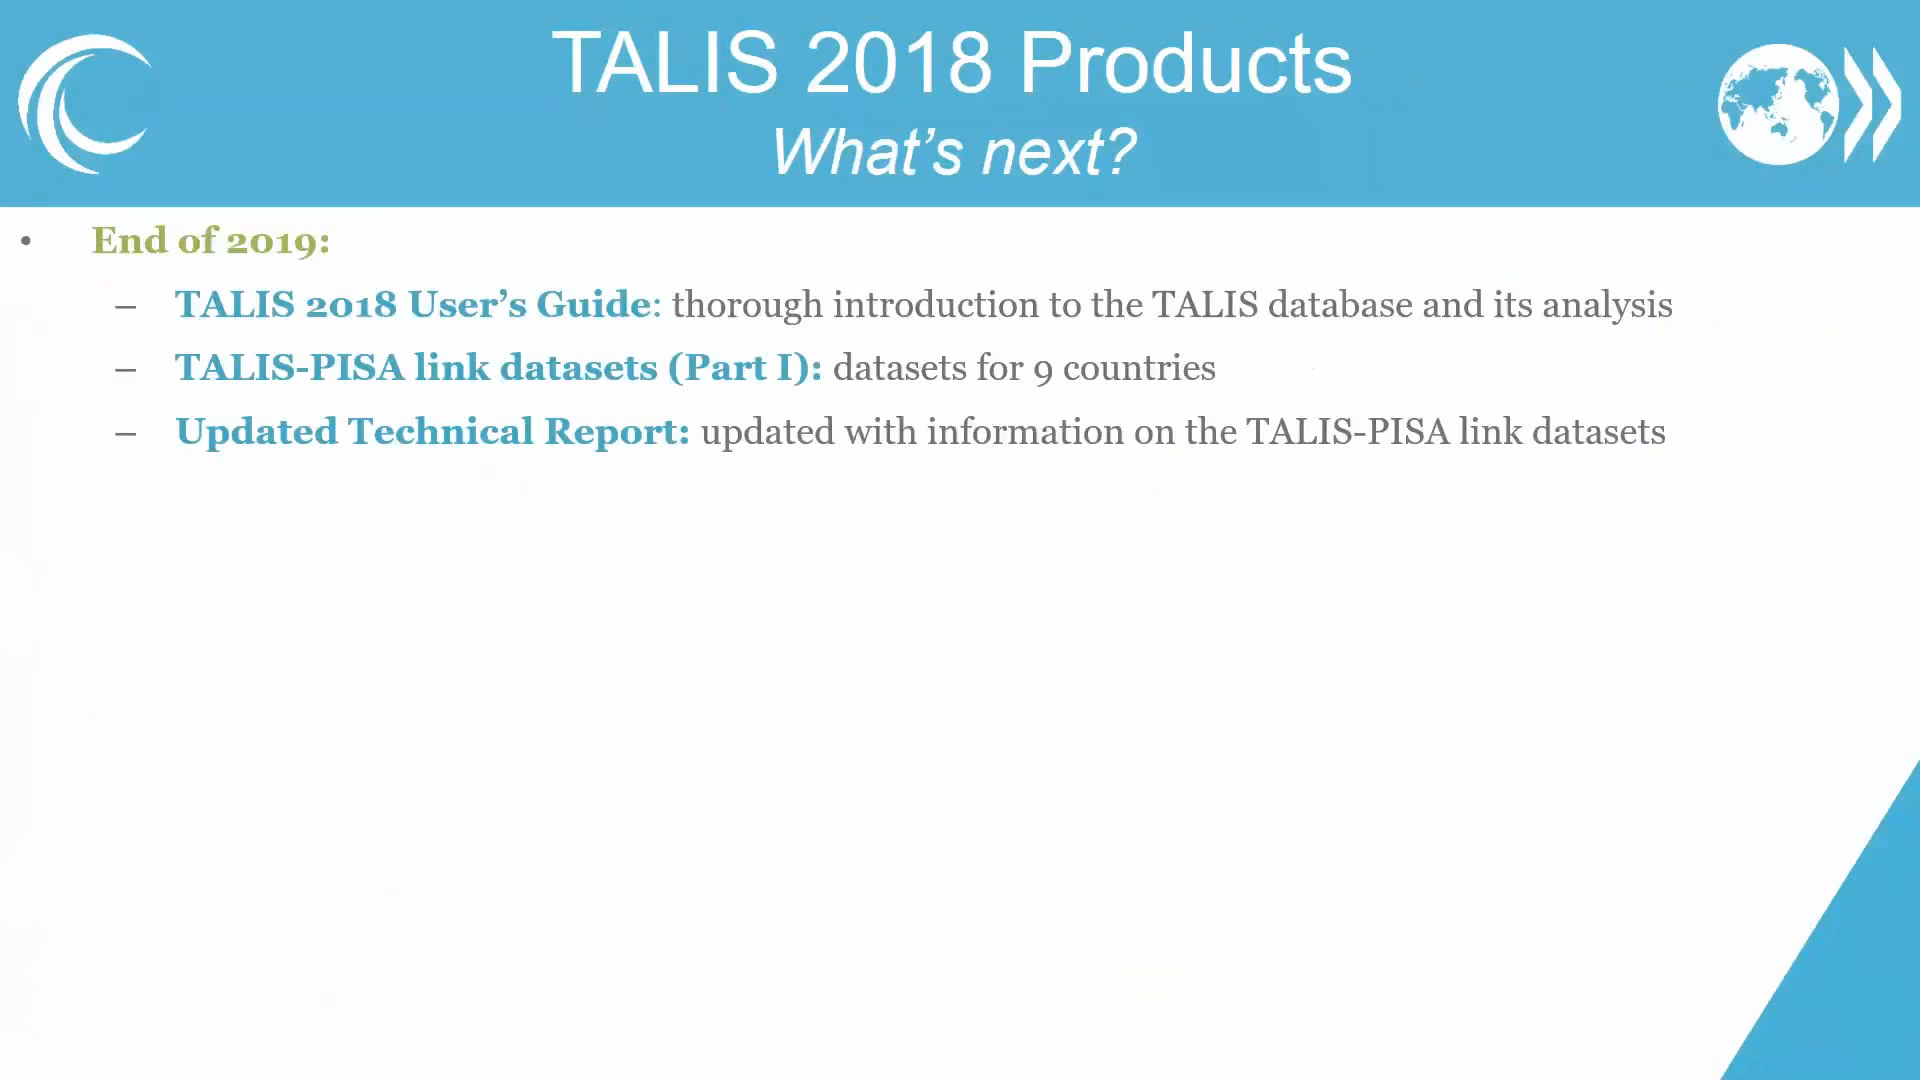 TALIS 2018 Products
What’s next?
• End of 2019:
– TALIS 2018 User’s Guide: thorough introduction to the TALIS database and its analysis
– TALIS-PISA link datasets (Part I): datasets for 9 countries
– Updated Technical Report: updated with information on the TALIS-PISA link datasets